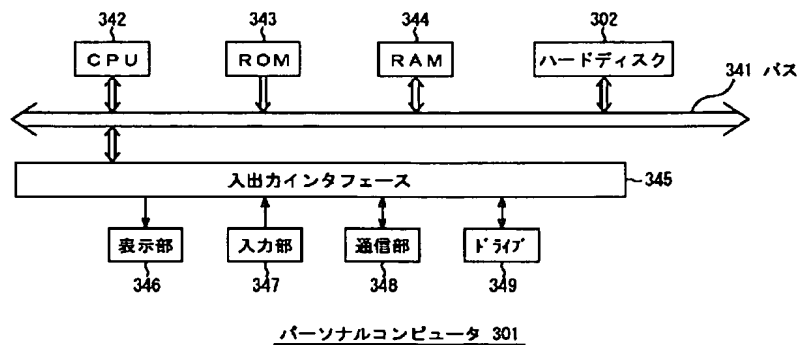 342 343 344 302
CPU ROM RAM ハードディスク
341 バス
入出力インタフェース 345
表示部 入力部 通信部 ドライブ
346 347 348 349
パーソナルコンピュータ 301